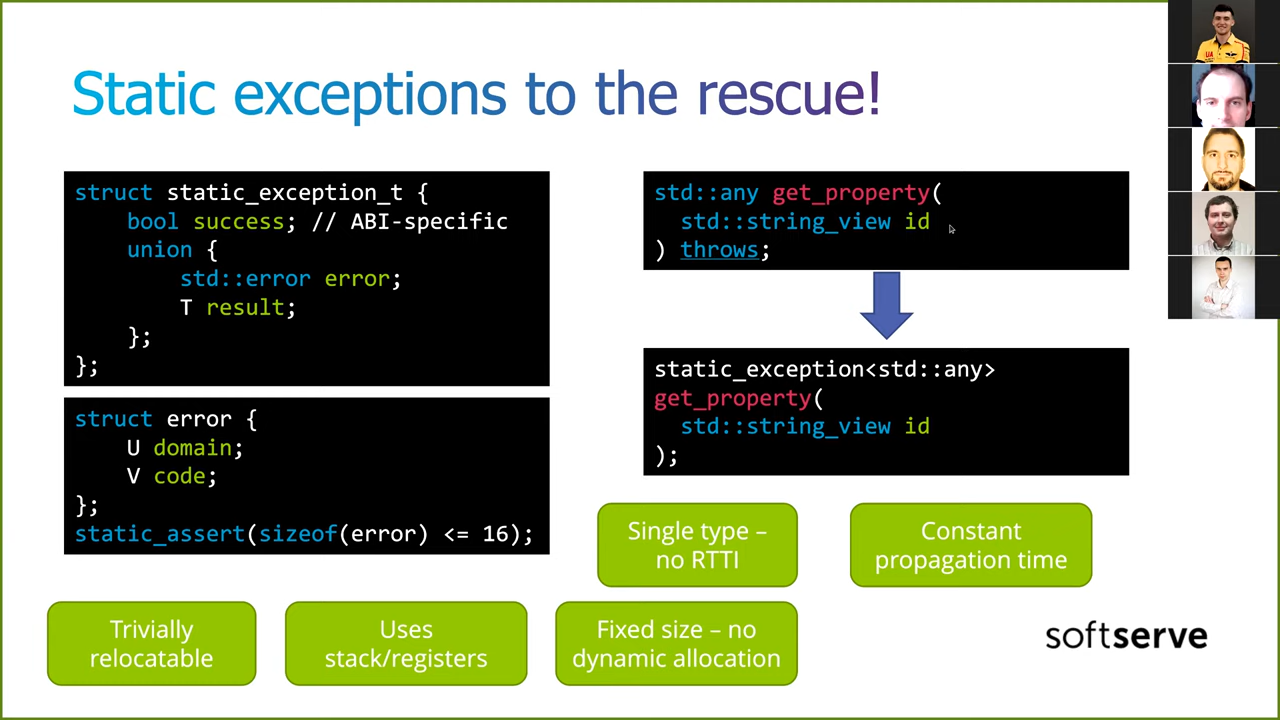 Static exceptions to the rescue!
struct static_exception_t {
    bool success; // ABI-specific
    union {
        std::error error;
        T result;
    };
};
struct error {
    U domain;
    V code;
};
static_assert(sizeof(error) <= 16);
std::any get_property(
  std::string_view id
) throws;
static_exception<std::any>
get_property(
  std::string_view id
);
Single type –
no RTTI
Constant
propagation time
Trivially
relocatable
Uses
stack/registers
Fixed size – no
dynamic allocation
softserve
UA